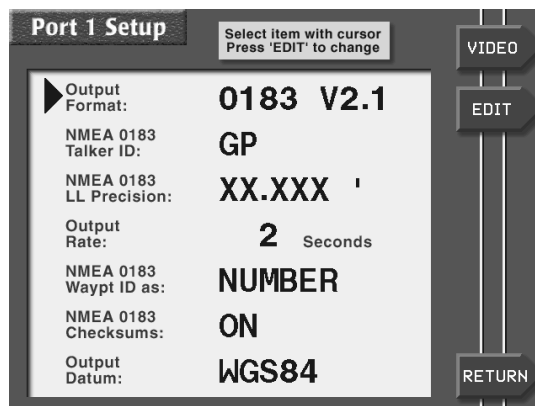 Port 1 Setup
Select item with cursor
Press 'EDIT' to change
VIDEO
EDIT
Output
Format: 0183 V2.1
NMEA 0183
Talker ID: GP
NMEA 0183
LL Precision: XX.XXX '
Output
Rate: 2 Seconds
NMEA 0183
Waypt ID as: NUMBER
NMEA 0183
Checksums: ON
Output
Datum: WGS84
RETURN